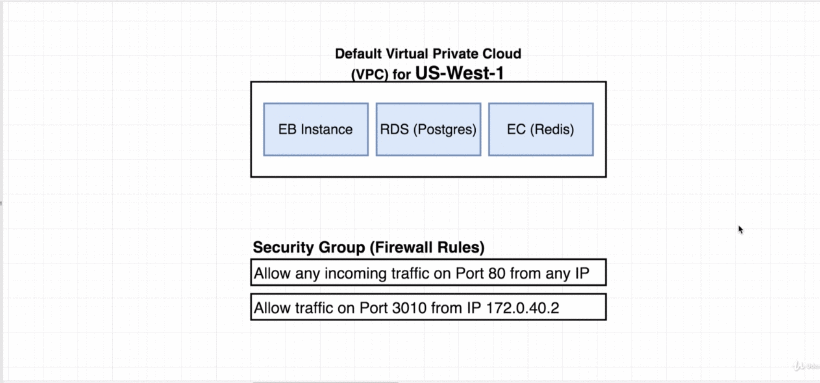 Default Virtual Private Cloud
(VPC) for US-West-1
EB Instance
RDS (Postgres)
EC (Redis)
Security Group (Firewall Rules)
Allow any incoming traffic on Port 80 from any IP
Allow traffic on Port 3010 from IP 172.0.40.2